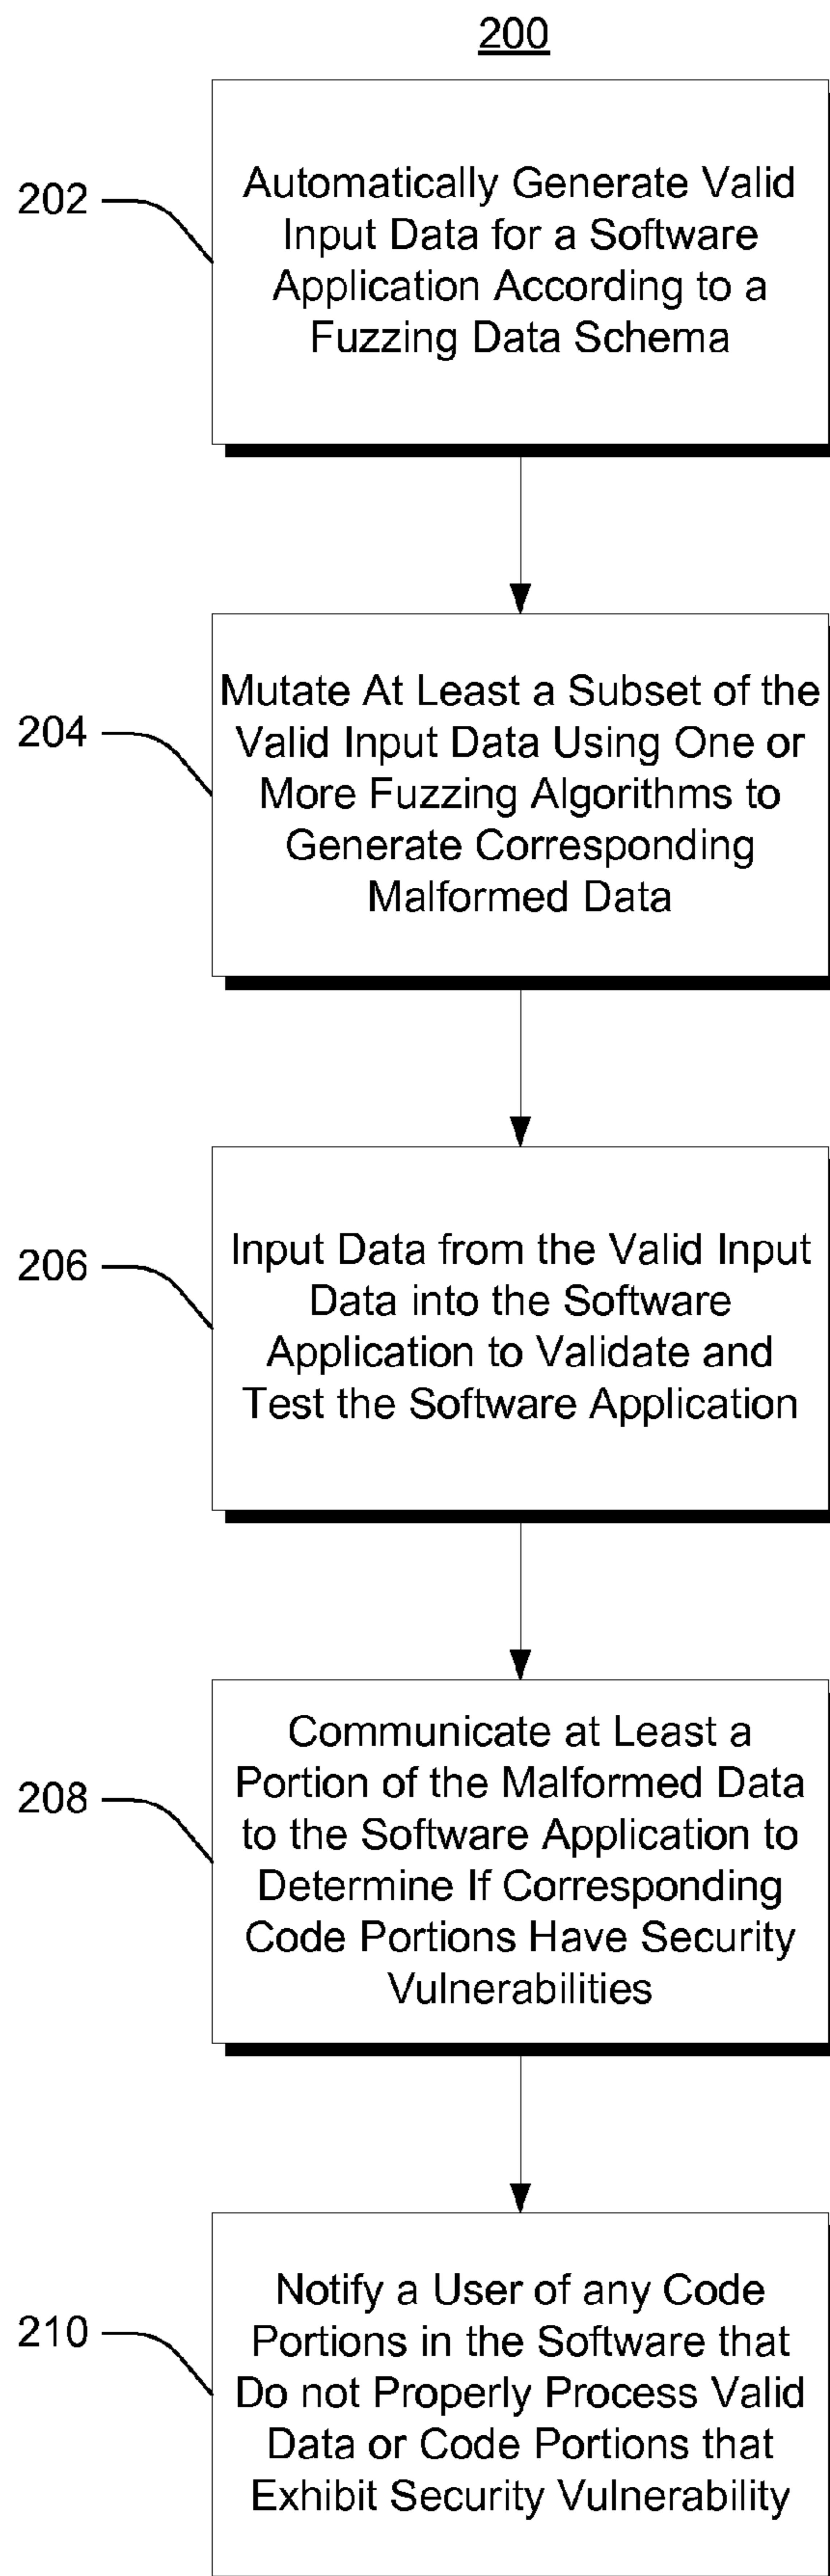 200
202
Automatically Generate Valid
Input Data for a Software
Application According to a
Fuzzing Data Schema
204
Mutate At Least a Subset of the
Valid Input Data Using One or
More Fuzzing Algorithms to
Generate Corresponding
Malformed Data
206
Input Data from the Valid Input
Data into the Software
Application to Validate and
Test the Software Application
208
Communicate at Least a
Portion of the Malformed Data
to the Software Application to
Determine If Corresponding
Code Portions Have Security
Vulnerabilities
210
Notify a User of any Code
Portions in the Software that
Do not Properly Process Valid
Data or Code Portions that
Exhibit Security Vulnerability